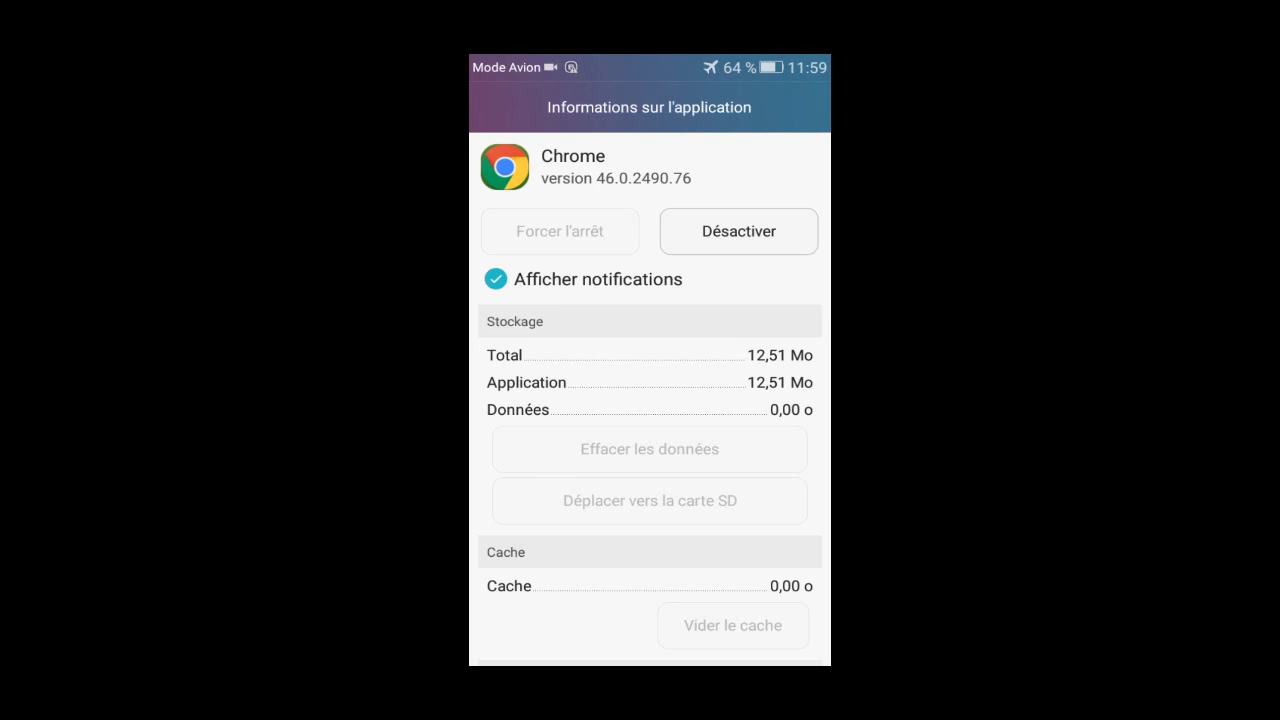 Mode Avion 64 % 11:59
Informations sur l'application
Chrome
version 46.0.2490.76
Forcer l'arrêt Désactiver
Afficher notifications
Stockage
Total 12,51 Mo
Application 12,51 Mo
Données 0,00 o
Effacer les données
Déplacer vers la carte SD
Cache
Cache 0,00 o
Vider le cache